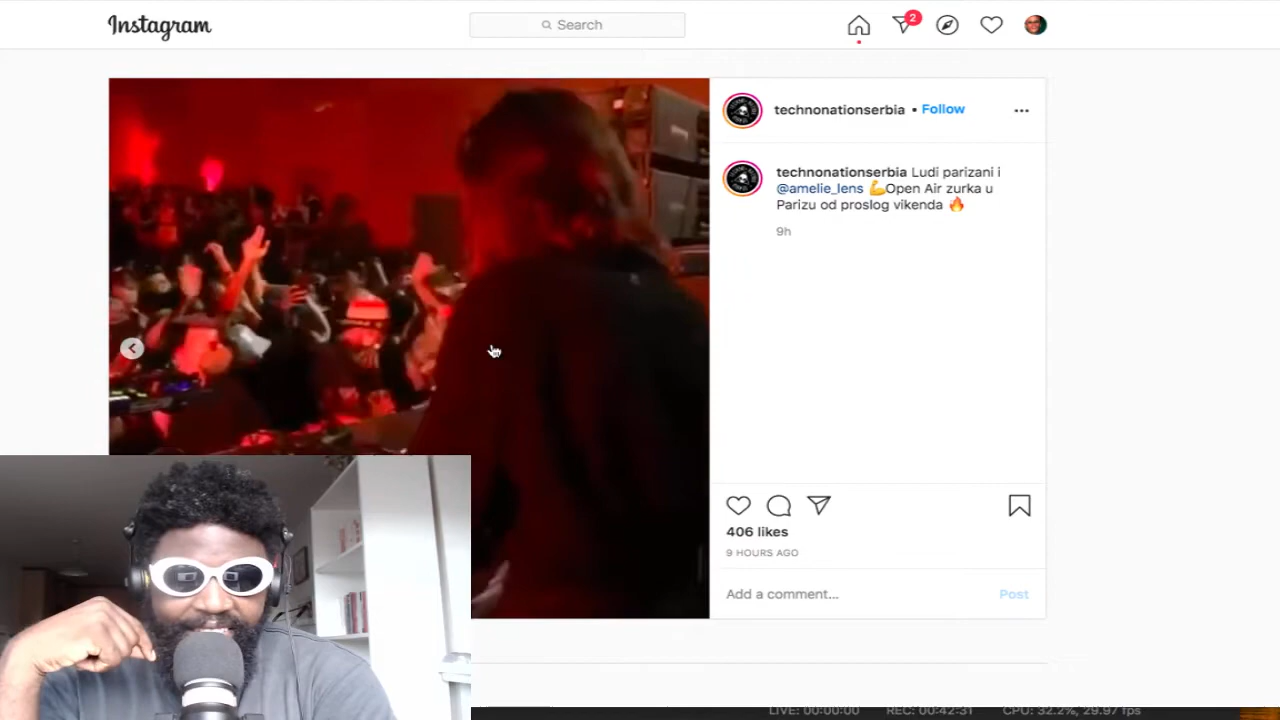 Instagram
Search
2
technonationserbia • Follow
technonationserbia Ludi parizani i
@amelie_lens 💪Open Air zurka u
Parizu od proslog vikenda 🔥
9h
406 likes
9 HOURS AGO
Add a comment...
Post
LIVE: 00:00:00
REC: 00:42:31
CPU: 32.2%, 29.97 fps